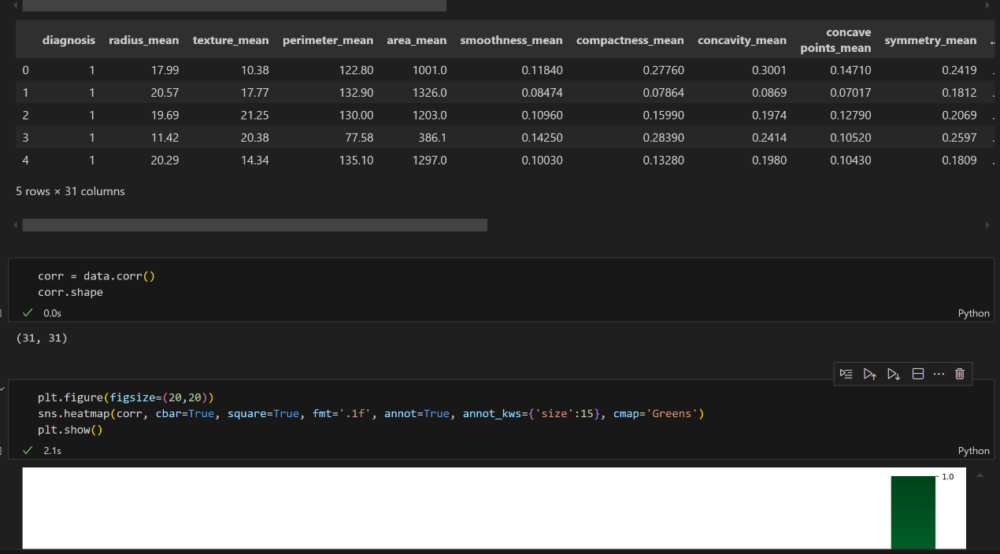 diagnosis radius_mean texture_mean perimeter_mean area_mean smoothness_mean compactness_mean concavity_mean concave points_mean symmetry_mean ..
0 1 17.99 10.38 122.80 1001.0 0.11840 0.27760 0.3001 0.14710 0.2419 .
1 1 20.57 17.77 132.90 1326.0 0.08474 0.07864 0.0869 0.07017 0.1812 .
2 1 19.69 21.25 130.00 1203.0 0.10960 0.15990 0.1974 0.12790 0.2069 .
3 1 11.42 20.38 77.58 386.1 0.14250 0.28390 0.2414 0.10520 0.2597 .
4 1 20.29 14.34 135.10 1297.0 0.10030 0.13280 0.1980 0.10430 0.1809 .
5 rows × 31 columns
corr = data.corr()
corr.shape
0.0s Python
(31, 31)
plt.figure(figsize=(20,20))
sns.heatmap(corr, cbar=True, square=True, fmt='.1f', annot=True, annot_kws={'size':15}, cmap='Greens')
plt.show()
2.1s Python
1.0